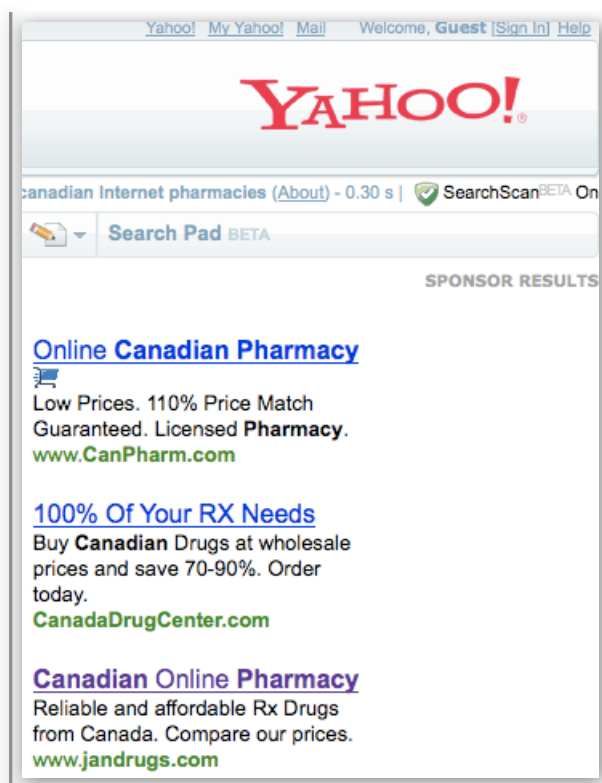 Yahoo! My Yahoo! Mail Welcome, Guest [Sign In] Help
YAHOO!®
canadian Internet pharmacies (About) - 0.30 s | SearchScanBETA On
Search Pad BETA
SPONSOR RESULTS
Online Canadian Pharmacy
Low Prices. 110% Price Match
Guaranteed. Licensed Pharmacy.
www.CanPharm.com
100% Of Your RX Needs
Buy Canadian Drugs at wholesale
prices and save 70-90%. Order
today.
CanadaDrugCenter.com
Canadian Online Pharmacy
Reliable and affordable Rx Drugs
from Canada. Compare our prices.
www.jandrugs.com